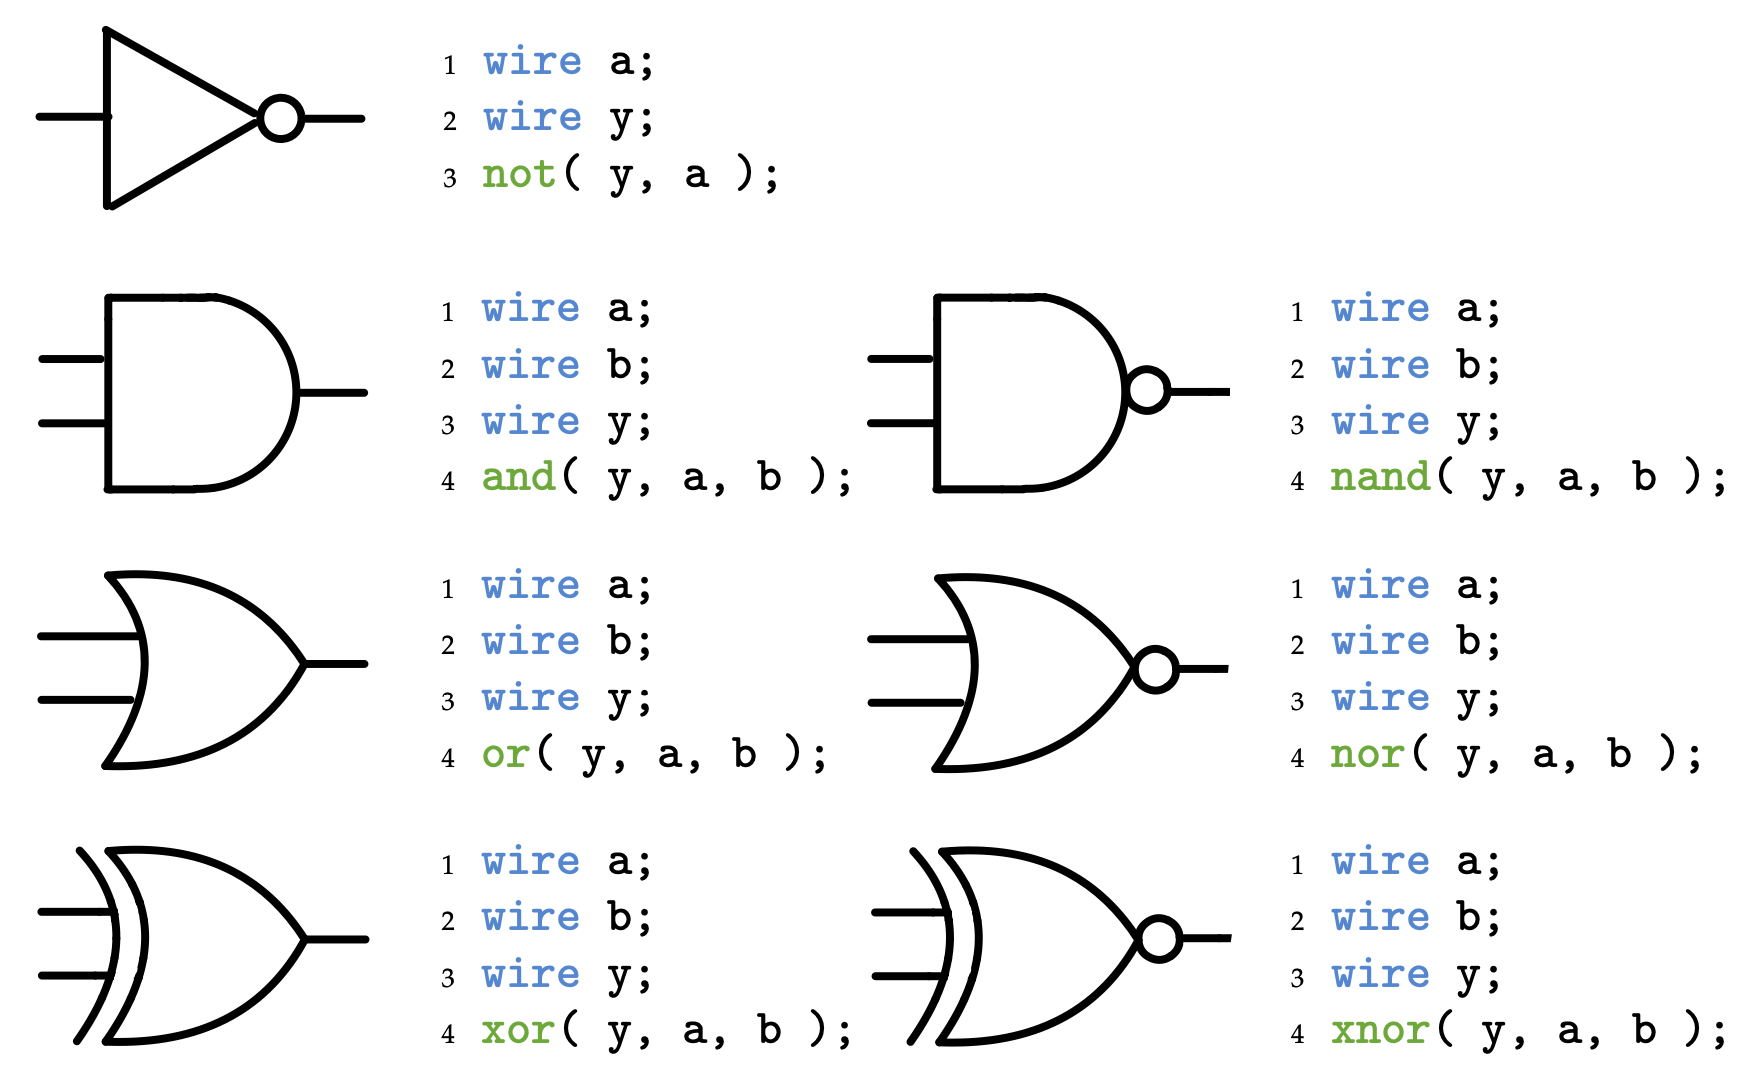 1 wire a;
2 wire y;
3 not( y, a );
1 wire a;
2 wire b;
3 wire y;
4 and( y, a, b );
1 wire a;
2 wire b;
3 wire y;
4 nand( y, a, b );
1 wire a;
2 wire b;
3 wire y;
4 or( y, a, b );
1 wire a;
2 wire b;
3 wire y;
4 nor( y, a, b );
1 wire a;
2 wire b;
3 wire y;
4 xor( y, a, b );
1 wire a;
2 wire b;
3 wire y;
4 xnor( y, a, b );